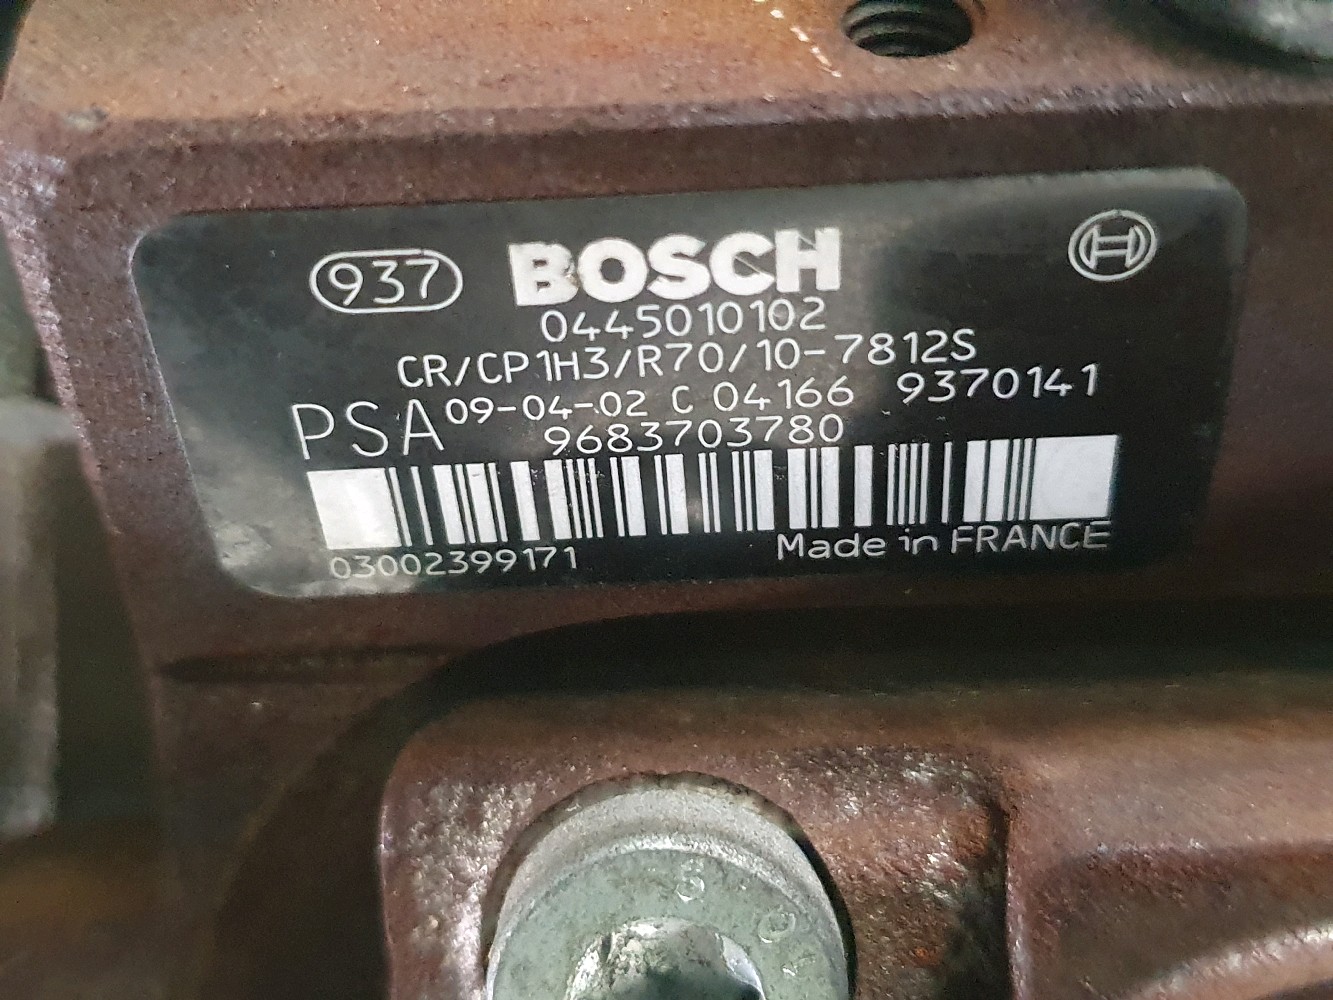 937 BOSCH
0445010102
CR/CP1H3/R70/10-7812S
PSA 09-04-02 C 04166 9370141
9683703780
03002399171 Made in FRANCE
5